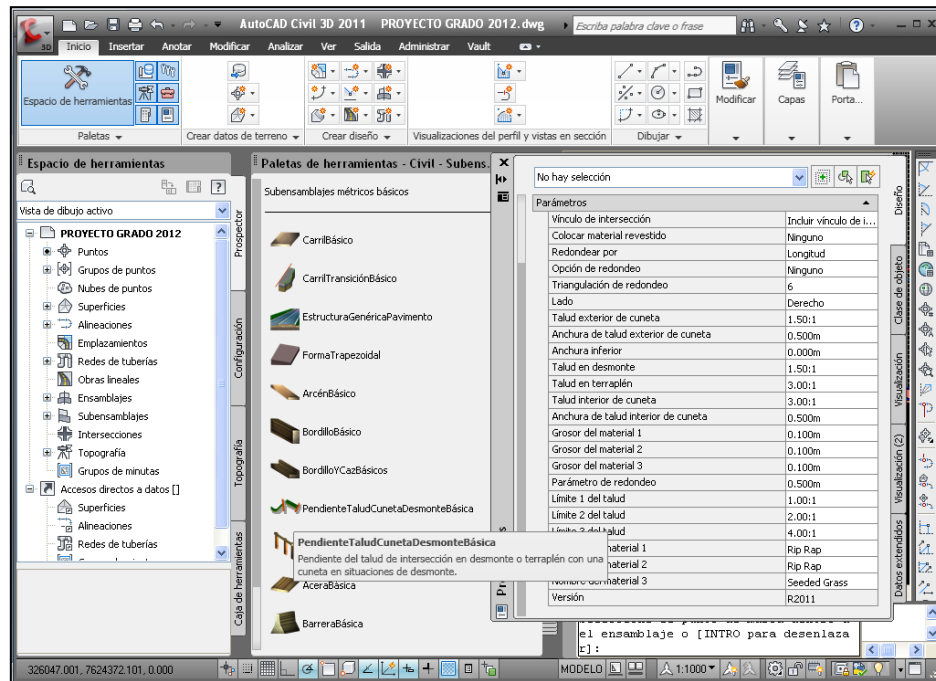 AutoCAD Civil 3D 2011 PROYECTO GRADO 2012.dwg
Escriba palabra clave o frase
3D
Inicio Insertar Anotar Modificar Analizar Ver Salida Administrar Vault
Espacio de herramientas
Modificar Capas Porta...
Paletas Crear datos de terreno Crear diseño Visualizaciones del perfil y vistas en sección Dibujar
Espacio de herramientas
Vista de dibujo activo
PROYECTO GRADO 2012
Puntos
Grupos de puntos
Nubes de puntos
Superficies
Alineaciones
Emplazamientos
Redes de tuberías
Obras lineales
Ensamblajes
Subensamblajes
Intersecciones
Topografía
Grupos de minutas
Accesos directos a datos []
Superficies
Alineaciones
Redes de tuberías
Prospector
Configuración
Topografía
Caja de herramientas
Paletas de herramientas - Civil - Subens
Subensamblajes métricos básicos
CarrilBásico
CarrilTransiciónBásico
EstructuraGenéricaPavimento
FormaTrapezoidal
ArcénBásico
BordilloBásico
BordilloYCazBásicos
PendienteTaludCunetaDesmonteBásica
PendienteTaludCunetaDesmonteBásica
Pendiente del talud de intersección en desmonte o terraplén con una
cuneta en situaciones de desmonte.
AceraBásica
BarreraBásica
No hay selección
Parámetros
Vínculo de intersección Incluir vínculo de i...
Colocar material revestido Ninguno
Redondear por Longitud
Opción de redondeo Ninguno
Triangulación de redondeo 6
Lado Derecho
Talud exterior de cuneta 1.50:1
Anchura de talud exterior de cuneta 0.500m
Anchura inferior 0.000m
Talud en desmonte 1.50:1
Talud en terraplén 3.00:1
Talud interior de cuneta 3.00:1
Anchura de talud interior de cuneta 0.500m
Grosor del material 1 0.100m
Grosor del material 2 0.100m
Grosor del material 3 0.100m
Parámetro de redondeo 0.500m
Límite 1 del talud 1.00:1
Límite 2 del talud 2.00:1
Límite 3 del talud 4.00:1
material 1 Rip Rap
material 2 Rip Rap
Nombre del material 3 Seeded Grass
Versión R2011
Diseño
Clase de objeto
Visualización
Visualización (2)
Datos extendidos
el ensamblaje o [INTRO para desenlaza
r]:
326047.001, 7624372.101, 0.000
MODELO
1:1000